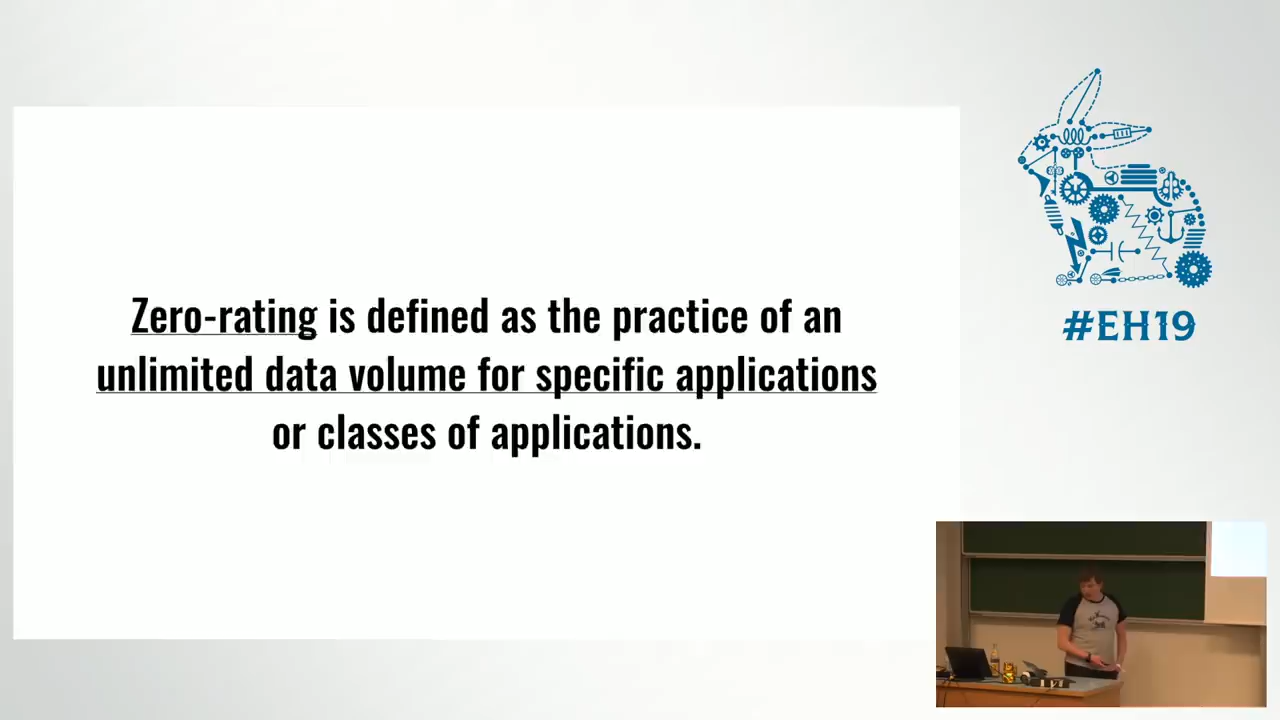 Zero-rating is defined as the practice of an
unlimited data volume for specific applications
or classes of applications.
#EH19